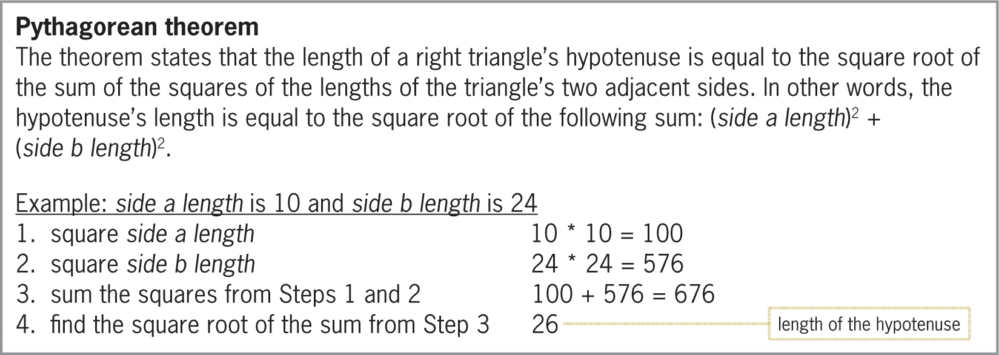 Pythagorean theorem
The theorem states that the length of a right triangle’s hypotenuse is equal to the square root of
the sum of the squares of the lengths of the triangle’s two adjacent sides. In other words, the
hypotenuse’s length is equal to the square root of the following sum: (side a length)² +
(side b length)².
Example: side a length is 10 and side b length is 24
1. square side a length 10 * 10 = 100
2. square side b length 24 * 24 = 576
3. sum the squares from Steps 1 and 2 100 + 576 = 676
4. find the square root of the sum from Step 3 26 length of the hypotenuse